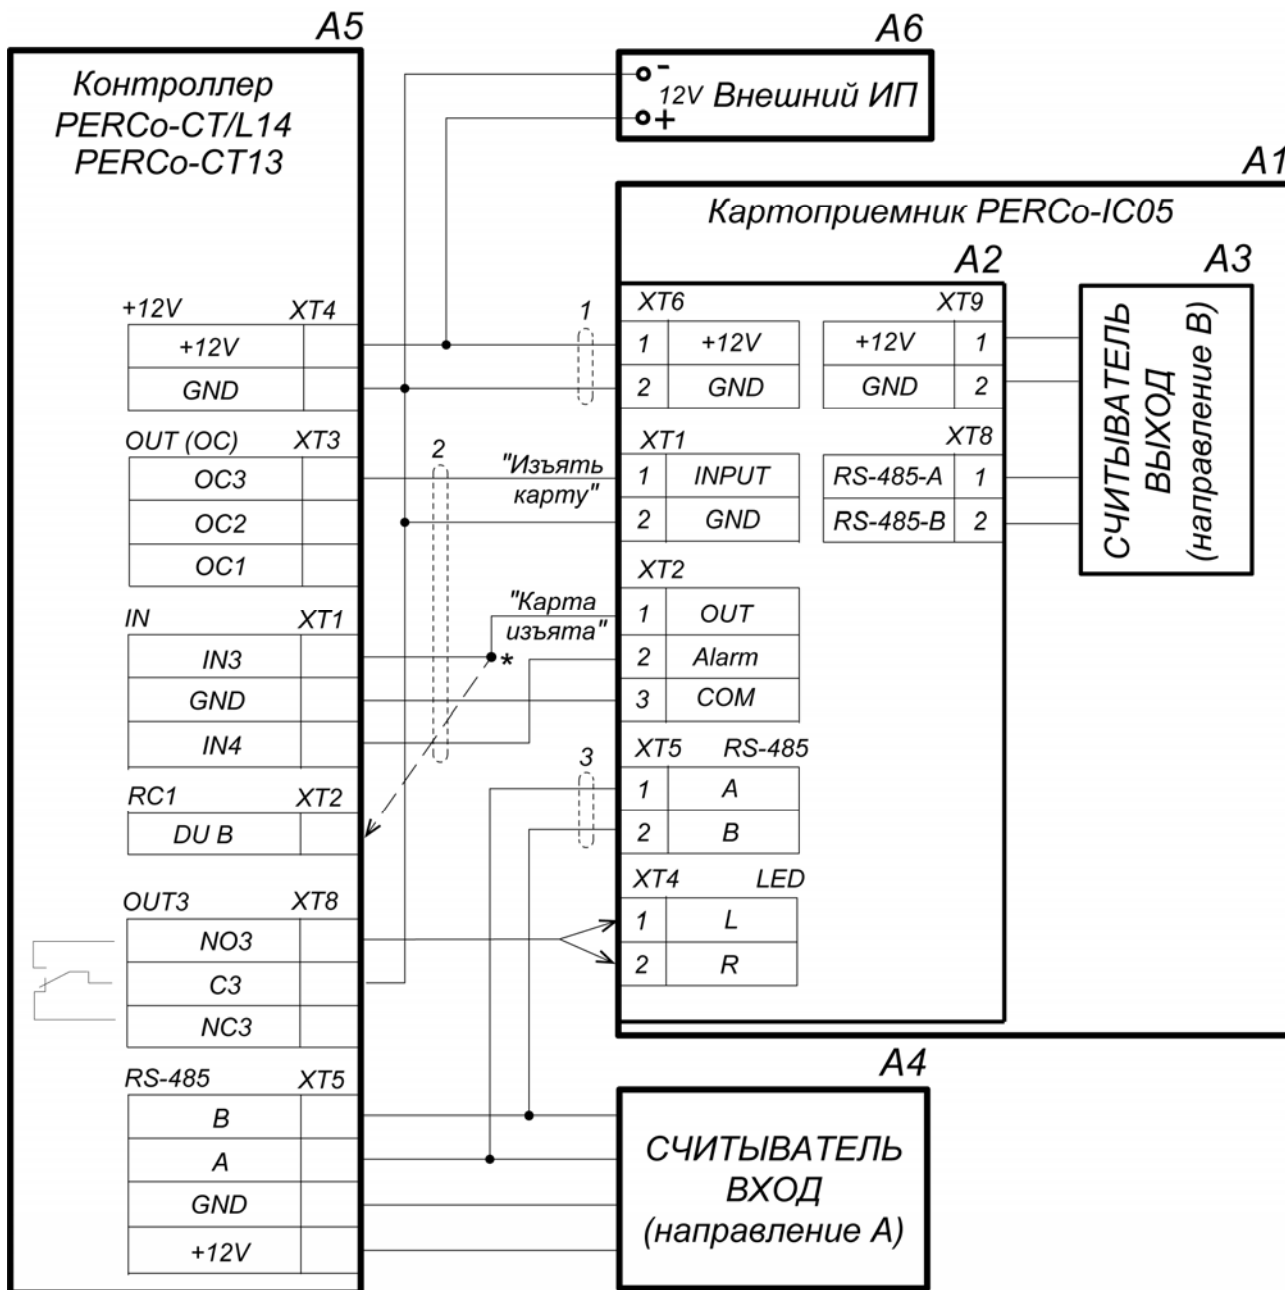 A5
Контроллер
PERCo-CT/L14
PERCo-CT13
+12V XT4
+12V
GND
OUT (OC) XT3
OC3
OC2
OC1
IN XT1
IN3
GND
IN4
RC1 XT2
DU B
OUT3 XT8
NO3
C3
NC3
RS-485 XT5
B
A
GND
+12V
1
2
"Изъять
карту"
"Карта
изъята"
*
3
A6
-
12V Внешний ИП
+
A1
Картоприемник PERCo-IC05
A2
XT6
1 +12V
2 GND
XT1
1 INPUT
2 GND
XT2
1 OUT
2 Alarm
3 COM
XT5 RS-485
1 A
2 B
XT4 LED
1 L
2 R
XT9
+12V 1
GND 2
XT8
RS-485-A 1
RS-485-B 2
A3
СЧИТЫВАТЕЛЬ
ВЫХОД
(направление B)
A4
СЧИТЫВАТЕЛЬ
ВХОД
(направление A)